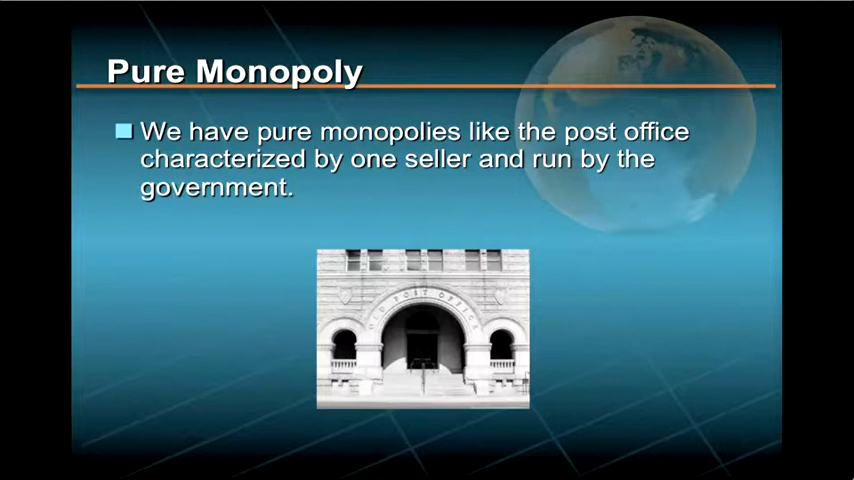 Pure Monopoly
We have pure monopolies like the post office
characterized by one seller and run by the
government.
OLD POST OFFICE